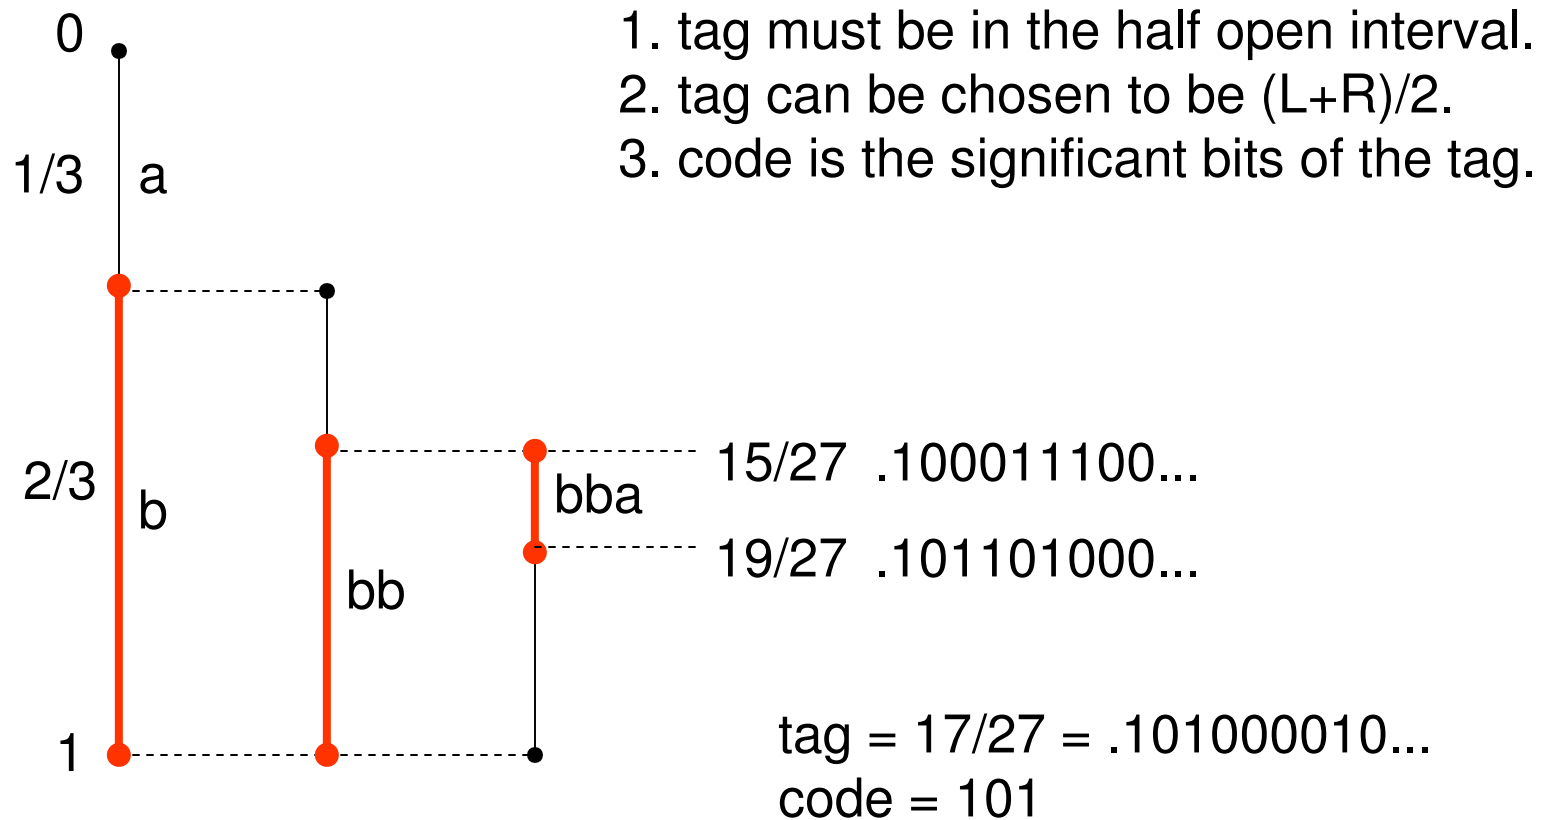 0
1. tag must be in the half open interval.
2. tag can be chosen to be (L+R)/2.
3. code is the significant bits of the tag.
1/3 a
2/3 b
bb
bba
15/27 .100011100...
19/27 .101101000...
1
tag = 17/27 = .101000010...
code = 101